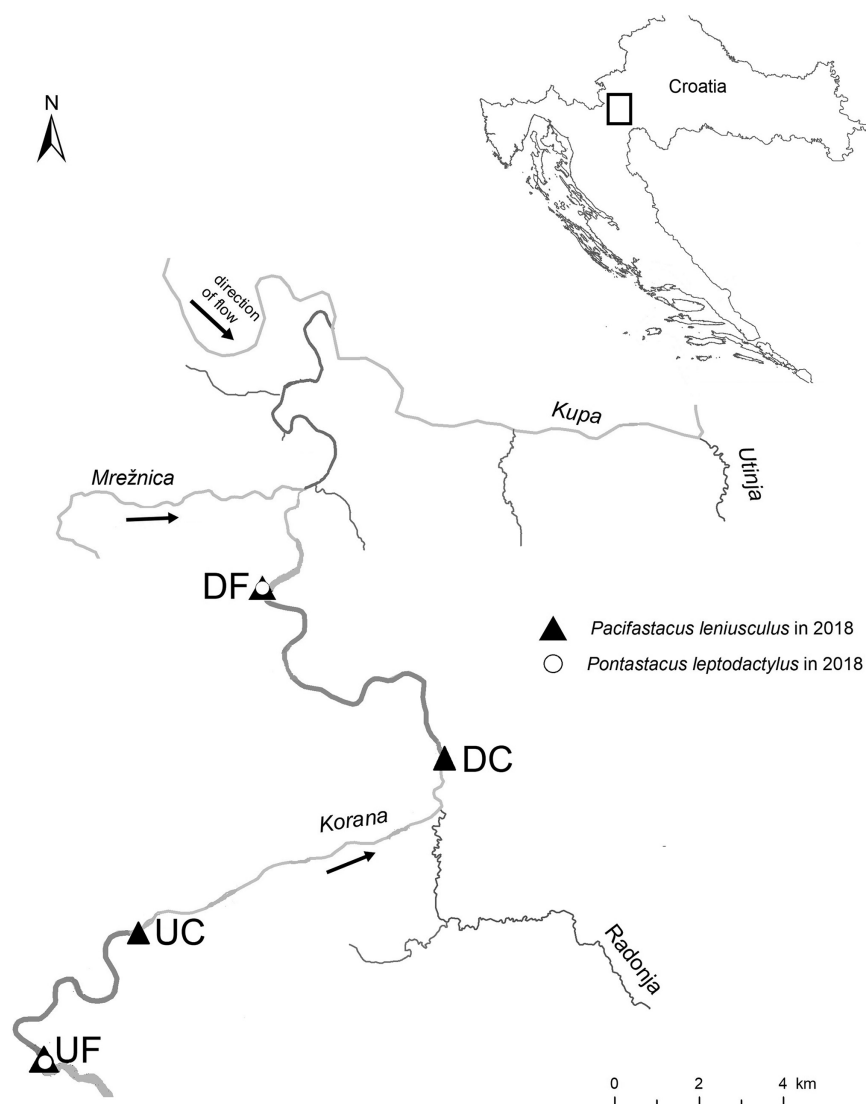 Croatia
N
direction
of flow
Kupa
Mrežnica
Utinja
DF
Pacifastacus leniusculus in 2018
Pontastacus leptodactylus in 2018
DC
Korana
UC
Radonja
UF
0 2 4 km